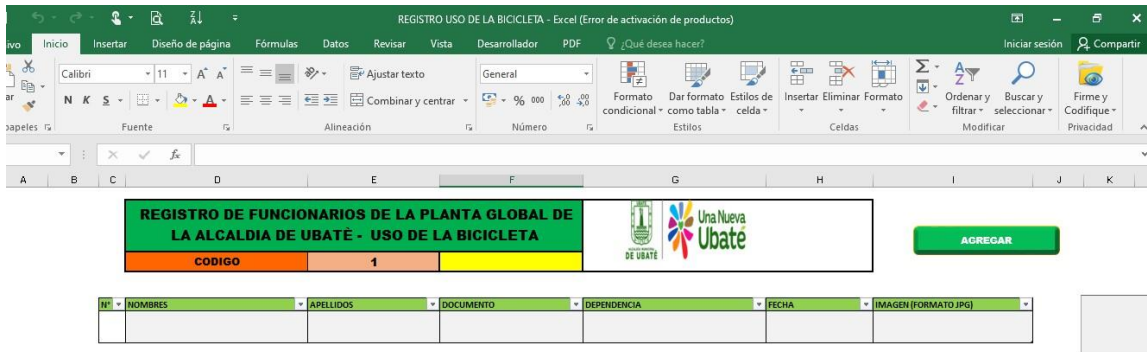 REGISTRO USO DE LA BICICLETA - Excel (Error de activación de productos)
ivo Inicio Insertar Diseño de página Fórmulas Datos Revisar Vista Desarrollador PDF ¿Qué desea hacer? Iniciar sesión Compartir
Calibri 11 Ajustar texto General
N K S Combinar y centrar % 000
Formato condicional Dar formato como tabla Estilos de celda Insertar Eliminar Formato Ordenar y filtrar Buscar y seleccionar Firme y Codifique
papeles Fuente Alineación Número Estilos Celdas Modificar Privacidad
fx
A B C D E F G H I J K
REGISTRO DE FUNCIONARIOS DE LA PLANTA GLOBAL DE
LA ALCALDIA DE UBATÈ - USO DE LA BICICLETA
CODIGO 1
DE UBATÉ
Una Nueva
Ubaté
AGREGAR
N° NOMBRES APELLIDOS DOCUMENTO DEPENDENCIA FECHA IMAGEN (FORMATO JPG)